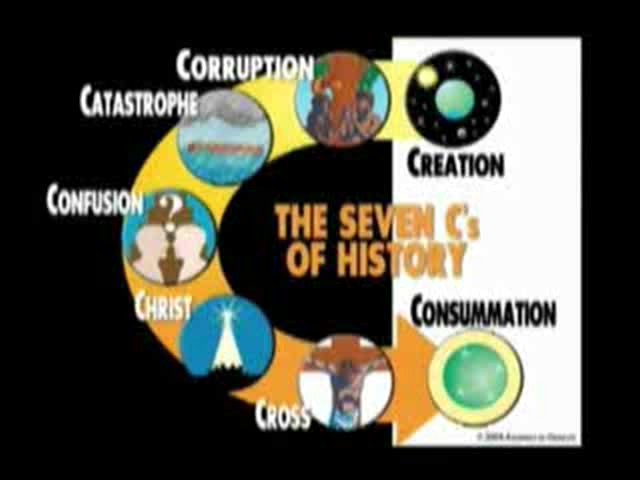 CORRUPTION
CATASTROPHE
CREATION
CONFUSION
?
THE SEVEN C's
OF HISTORY
CHRIST
CONSUMMATION
CROSS